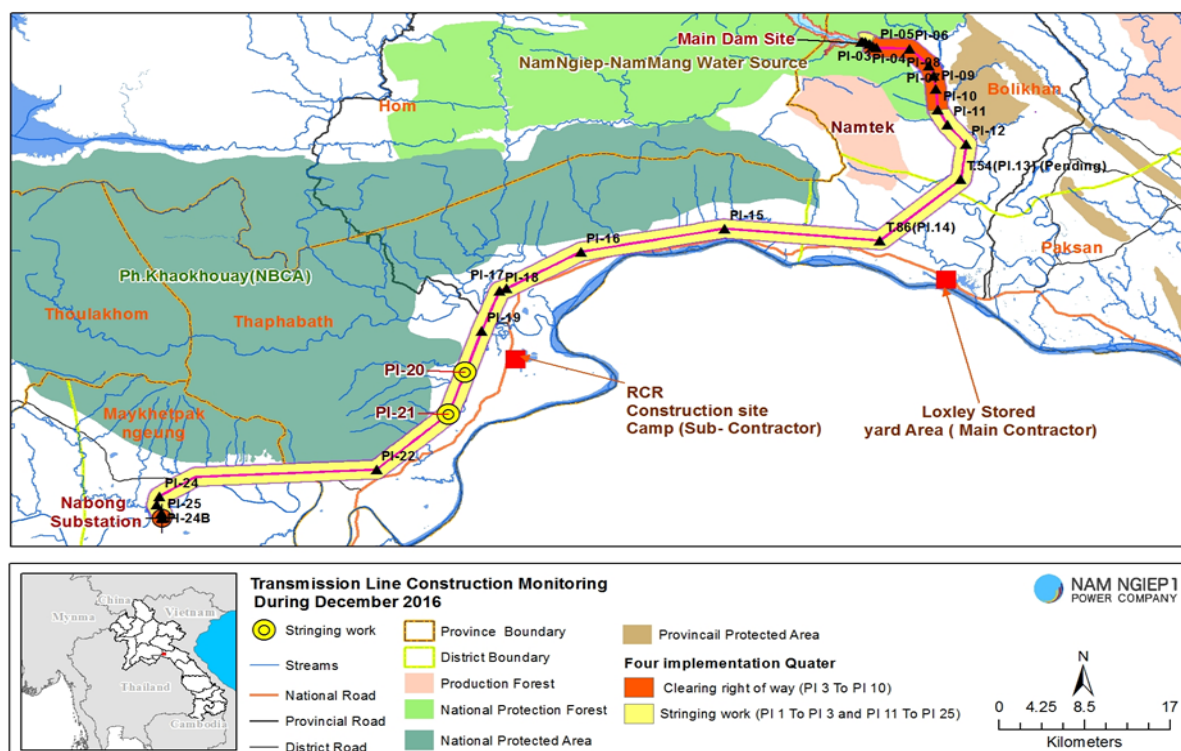 Main Dam Site
PI-05
PI-06
PI-03
PI-04
NamNgiep-NamMang Water Source
PI-08
PI-09
PI-10
Bolikhan
Hom
PI-11
Namtek
PI-12
T.54(PI.13) (Pending)
PI-15
T.86(PI.14)
PI-16
Paksan
Ph.Khaokhouay(NBCA)
PI-17
PI-18
Thoulakhom
Thaphabath
PI-19
PI-20
RCR
Construction site
Camp (Sub- Contractor)
Loxley Stored
yard Area ( Main Contractor)
PI-21
Maykhetpak
ngeung
PI-22
PI-24
Nabong
Substation
PI-25
PI-24B
China
Mynma
Vietnam
Thailand
Cambodia
Transmission Line Construction Monitoring
During December 2016
Stringing work
Streams
National Road
Provincial Road
District Road
Province Boundary
District Boundary
Production Forest
National Protection Forest
National Protected Area
Provincail Protected Area
Four implementation Quater
Clearing right of way (PI 3 To PI 10)
Stringing work (PI 1 To PI 3 and PI 11 To PI 25)
NAM NGIEP 1
POWER COMPANY
N
0 4.25 8.5 17
Kilometers